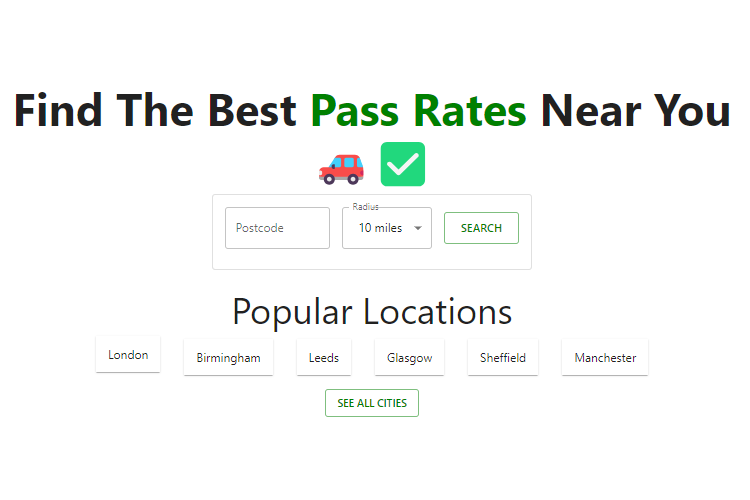 Find The Best Pass Rates Near You
🚗 ✅
Radius
Postcode 10 miles SEARCH
Popular Locations
London Birmingham Leeds Glasgow Sheffield Manchester
SEE ALL CITIES